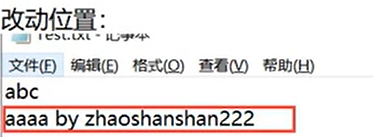 改动位置：
Test.txt - 记事本
文件(F) 编辑(E) 格式(O) 查看(V) 帮助(H)
abc
aaaa by zhaoshanshan222